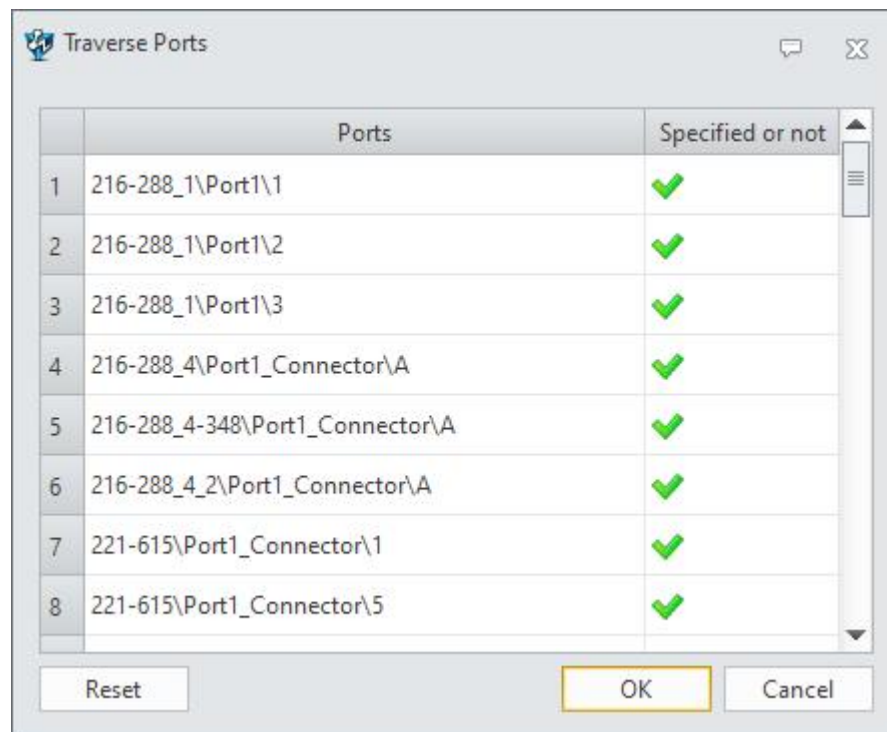 Traverse Ports
Ports Specified or not
1 216-288_1\Port1\1
2 216-288_1\Port1\2
3 216-288_1\Port1\3
4 216-288_4\Port1_Connector\A
5 216-288_4-348\Port1_Connector\A
6 216-288_4_2\Port1_Connector\A
7 221-615\Port1_Connector\1
8 221-615\Port1_Connector\5
Reset OK Cancel